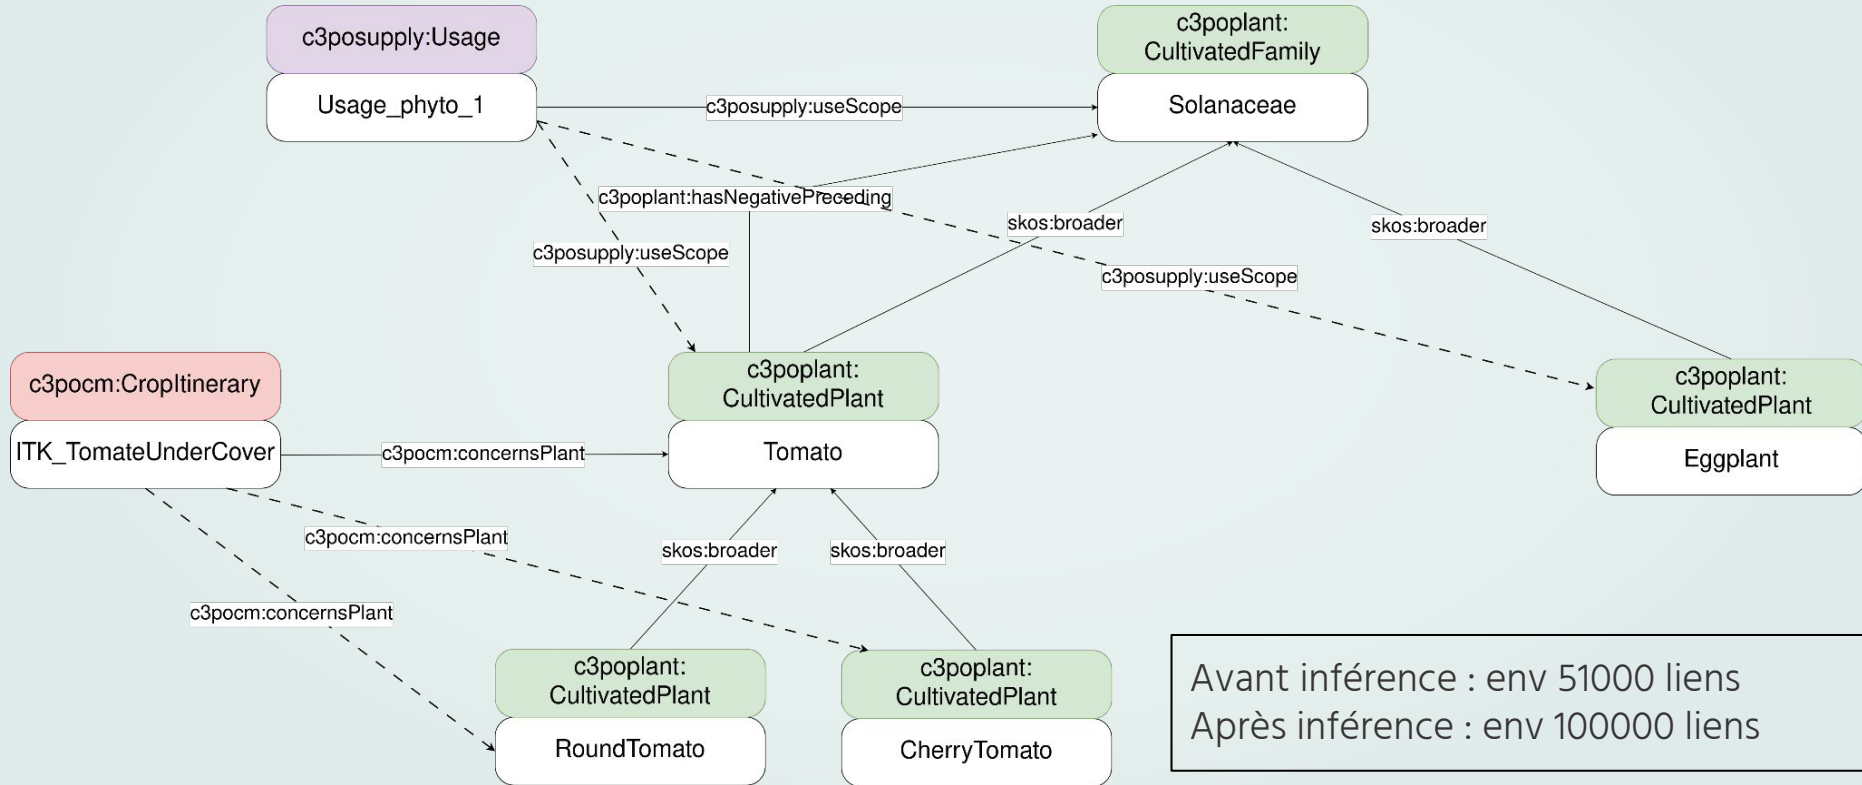 c3posupply:Usage
Usage_phyto_1
c3posupply:useScope
c3poplant:
CultivatedFamily
Solanaceae
c3poplant:hasNegativePreceding
skos:broader
skos:broader
c3posupply:useScope
c3posupply:useScope
c3pocm:CropItinerary
ITK_TomateUnderCover
c3pocm:concernsPlant
c3poplant:
CultivatedPlant
Tomato
c3poplant:
CultivatedPlant
Eggplant
c3pocm:concernsPlant
skos:broader
skos:broader
c3pocm:concernsPlant
c3poplant:
CultivatedPlant
RoundTomato
c3poplant:
CultivatedPlant
CherryTomato
Avant inférence : env 51000 liens
Après inférence : env 100000 liens